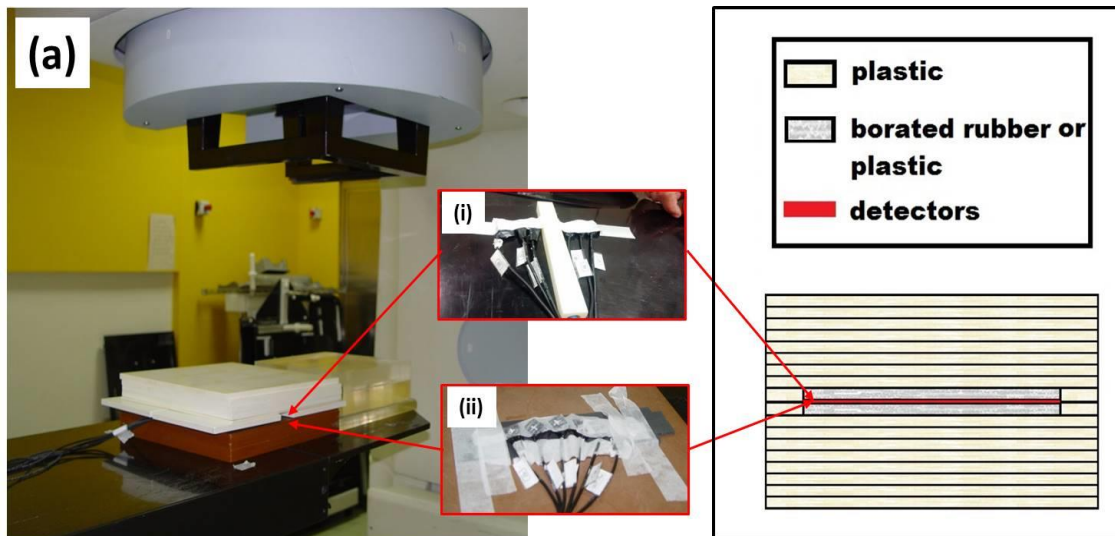 (a)
(i)
(ii)
plastic
borated rubber or
plastic
detectors